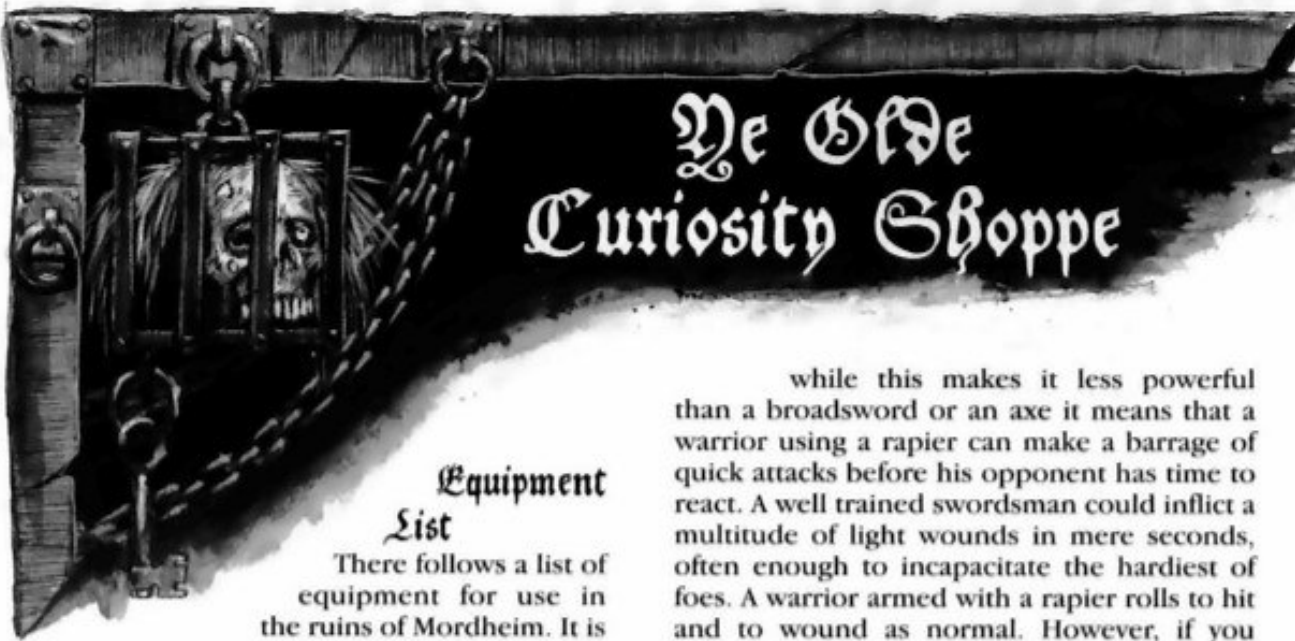 Ye Olde
Curiosity Shoppe
Equipment
List
There follows a list of
equipment for use in
the ruins of Mordheim. It is
while this makes it less powerful
than a broadsword or an axe it means that a
warrior using a rapier can make a barrage of
quick attacks before his opponent has time to
react. A well trained swordsman could inflict a
multitude of light wounds in mere seconds,
often enough to incapacitate the hardiest of
foes. A warrior armed with a rapier rolls to hit
and to wound as normal. However, if you